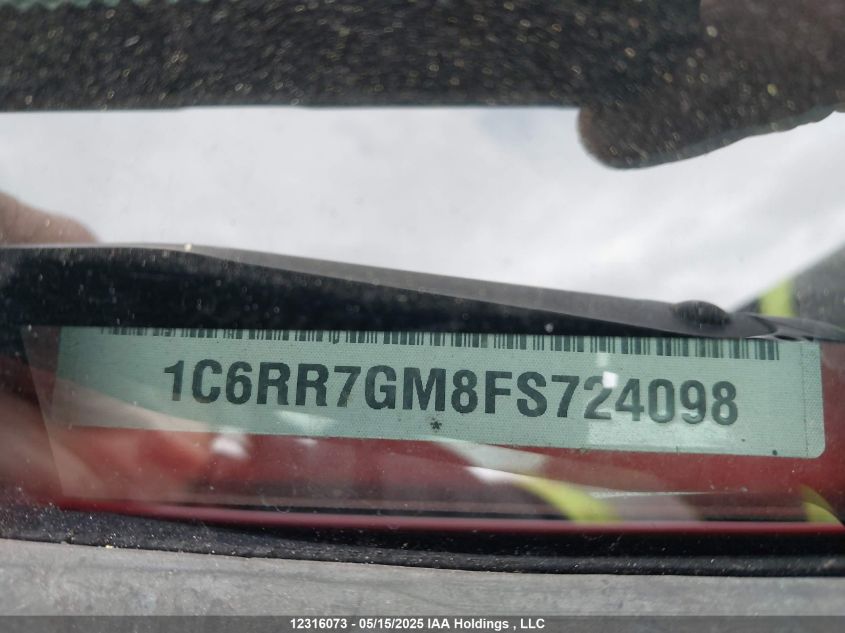 1C6RR7GM8FS724098
*
12316073 - 05/15/2025 IAA Holdings , LLC